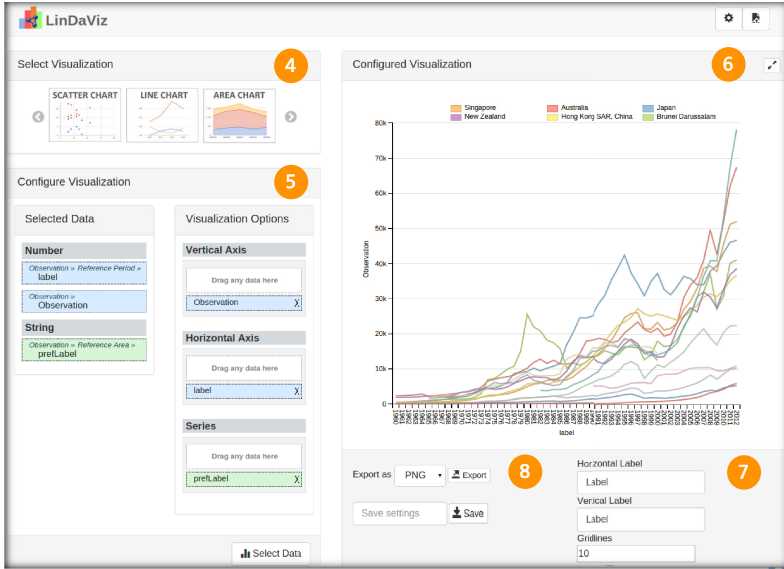 LinDaViz
Select Visualization
4
SCATTER CHART
LINE CHART
AREA CHART
Configure Visualization
5
Selected Data
Number
Observation » Reference Period »
label
Observation »
Observation
String
Observation » Reference Area »
prefLabel
Visualization Options
Vertical Axis
Drag any data here
Observation X
Horizontal Axis
Drag any data here
label X
Series
Drag any data here
prefLabel X
Select Data
Configured Visualization
6
Singapore Australia Japan
New Zealand Hong Kong SAR, China Brunei Darussalam
80k
70k
60k
50k
40k
30k
20k
10k
0
Observation
label
Export as PNG Export
8
Save settings Save
Horzontal Label
7
Label
Verical Label
Label
Gridlines
10